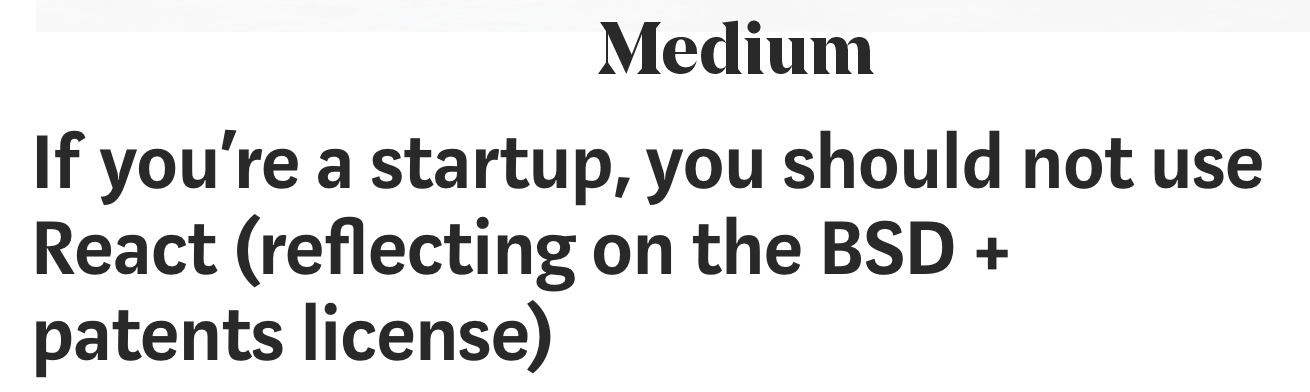 Medium
If you’re a startup, you should not use
React (reflecting on the BSD +
patents license)